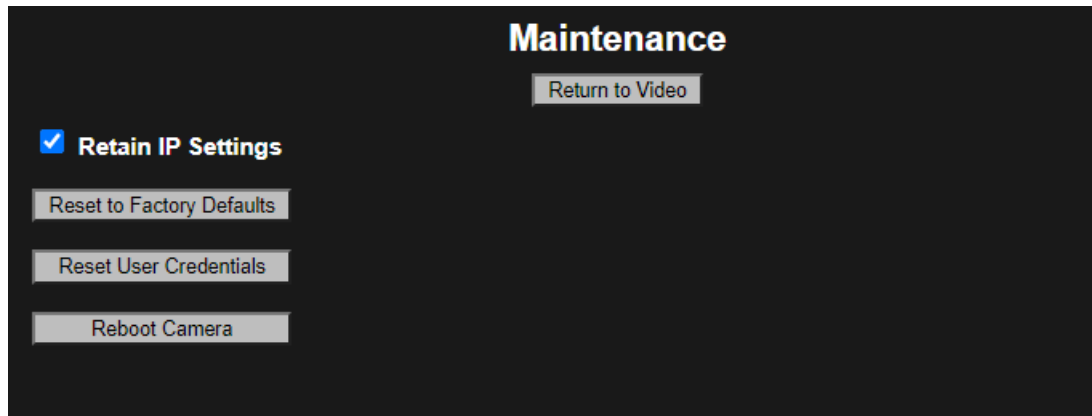 Maintenance
Return to Video
Retain IP Settings
Reset to Factory Defaults
Reset User Credentials
Reboot Camera